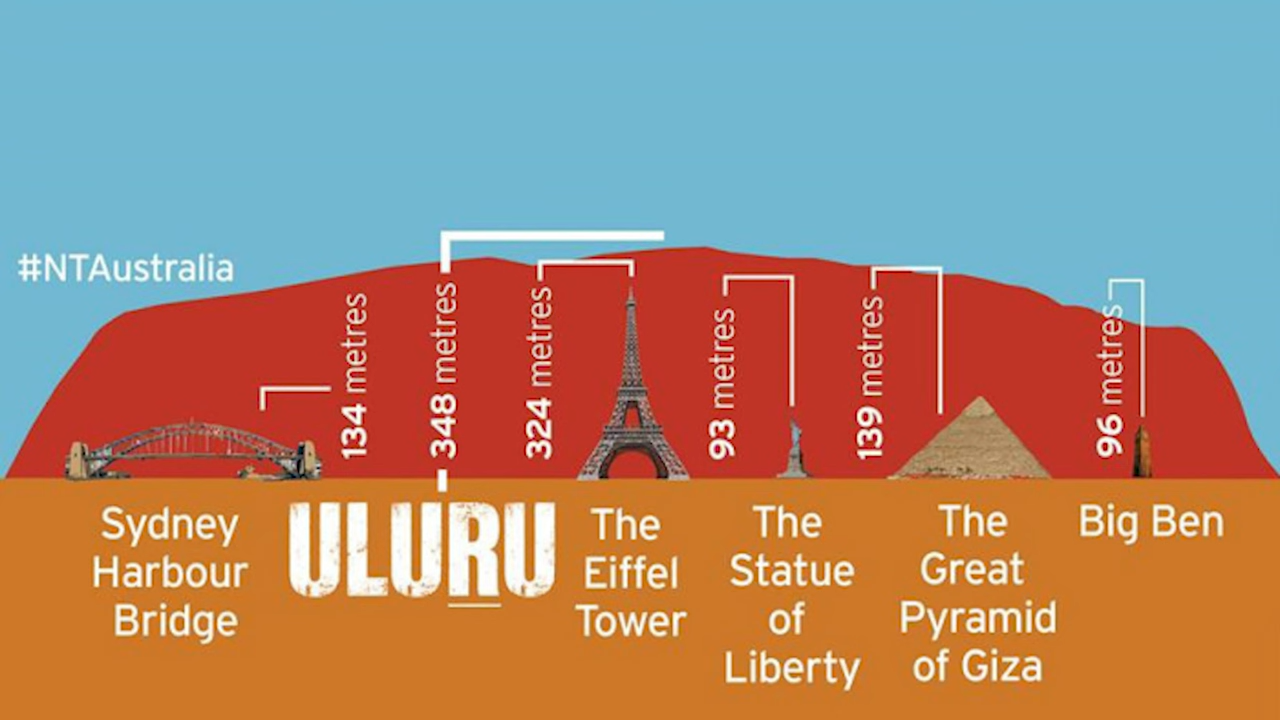 #NTAustralia
134 metres
348 metres
324 metres
93 metres
139 metres
96 metres
Sydney
Harbour
Bridge
ULURU
The
Eiffel
Tower
The
Statue
of
Liberty
The
Great
Pyramid
of Giza
Big Ben